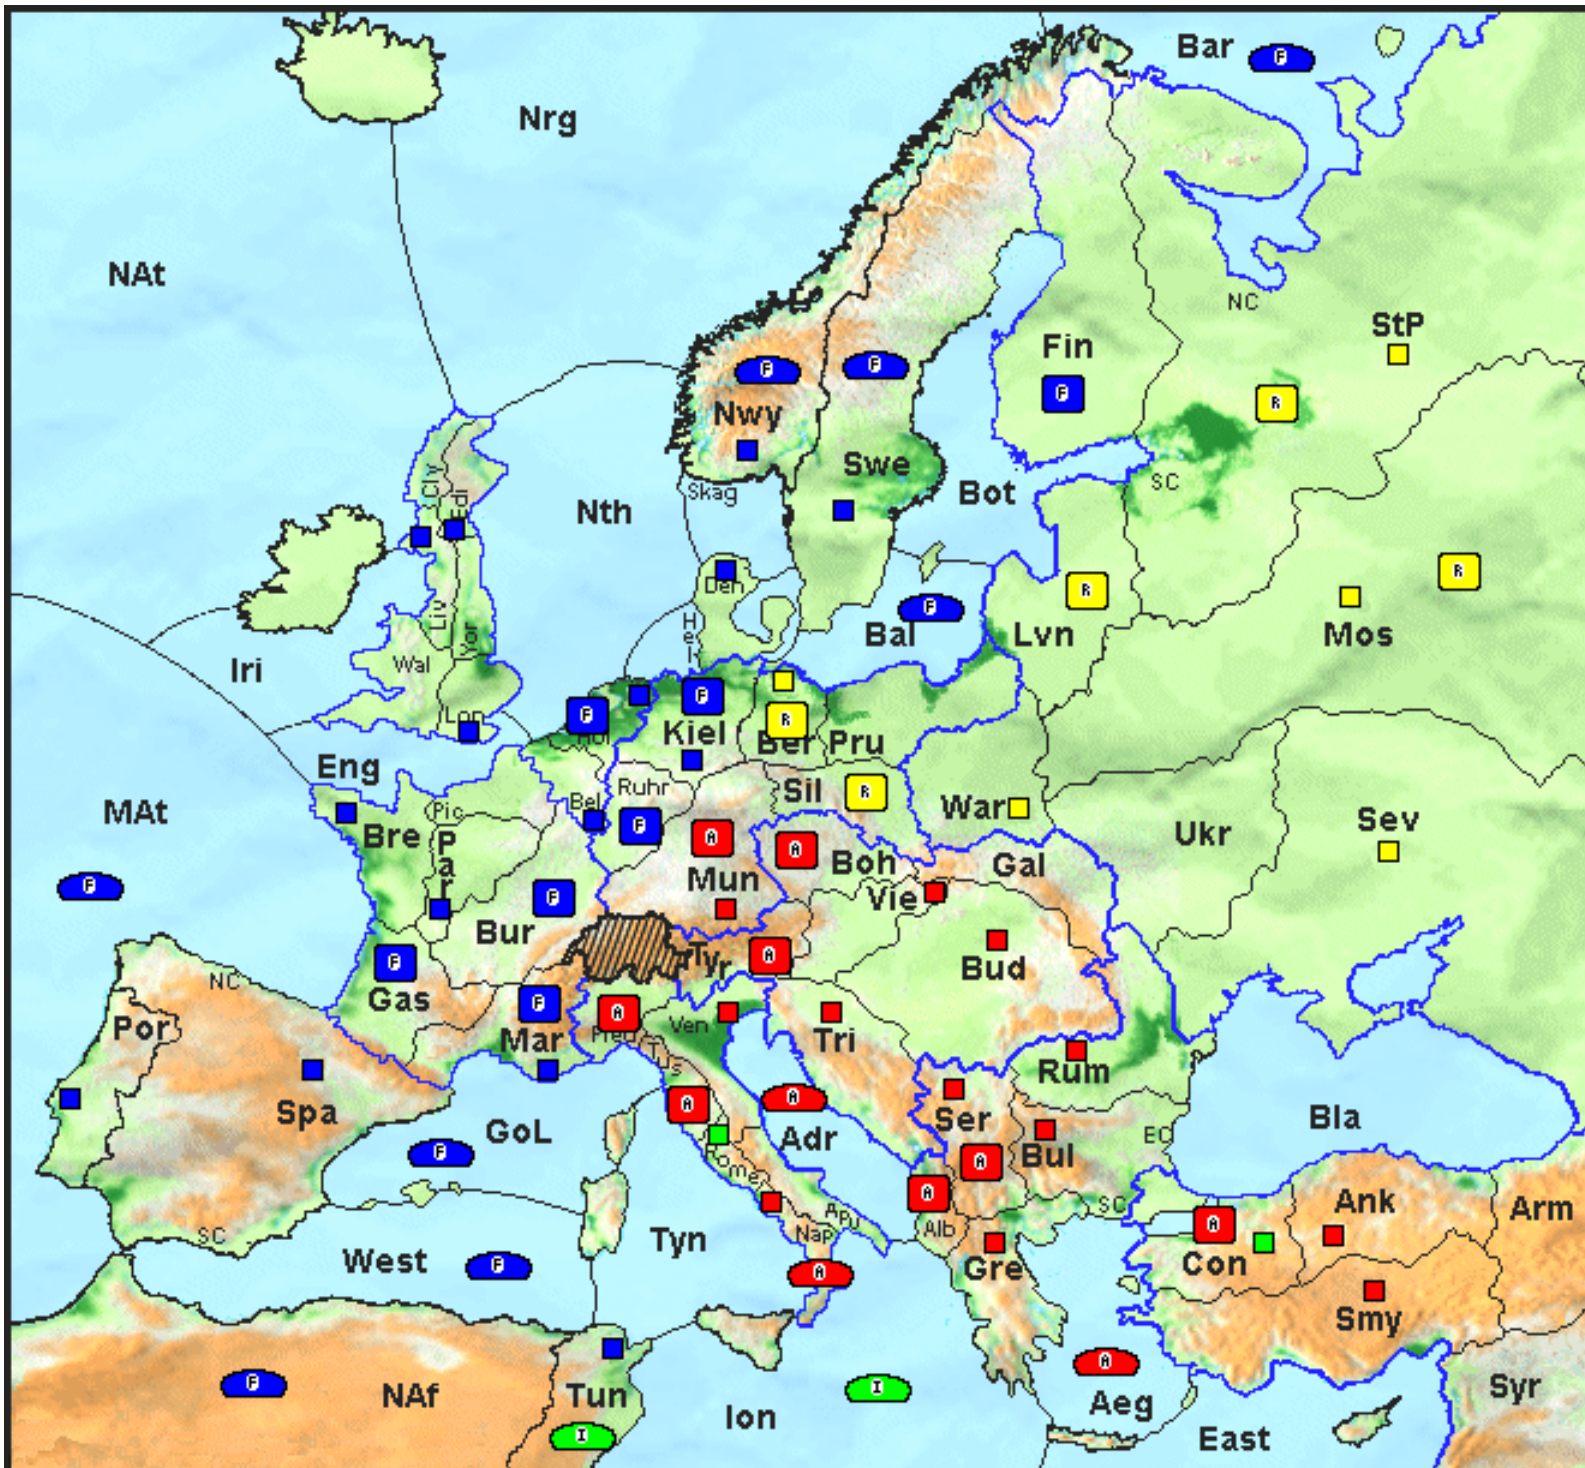 Bar
F
Nrg
NAt
NC
StP
Fin
F
F
F
R
Nwy
Swe
Bot
SC
Cly
Edi
Skag
Nth
Den
R
R
F
Bal
Lvn
Mos
Hel
Liv
Yor
Wal
Iri
Lon
F
Hol
F
Kiel
R
Ber
Pru
Eng
Ruhr
Sil
R
War
MAt
Bre
Pic
Par
Bel
F
A
A
Boh
Gal
Ukr
Sev
F
Mun
Vie
F
Bur
Tyr
A
Bud
NC
F
Gas
Por
F
Mar
A
Pied
Ven
Tri
Tus
Rum
Spa
GoL
A
A
Adr
Ser
Bul
EC
Bla
F
Rome
A
A
SC
Ank
Arm
SC
West
F
Tyn
Apu
Nap
Alb
A
Con
A
Gre
Smy
F
NAf
Tun
I
I
Ion
A
Aeg
Syr
East